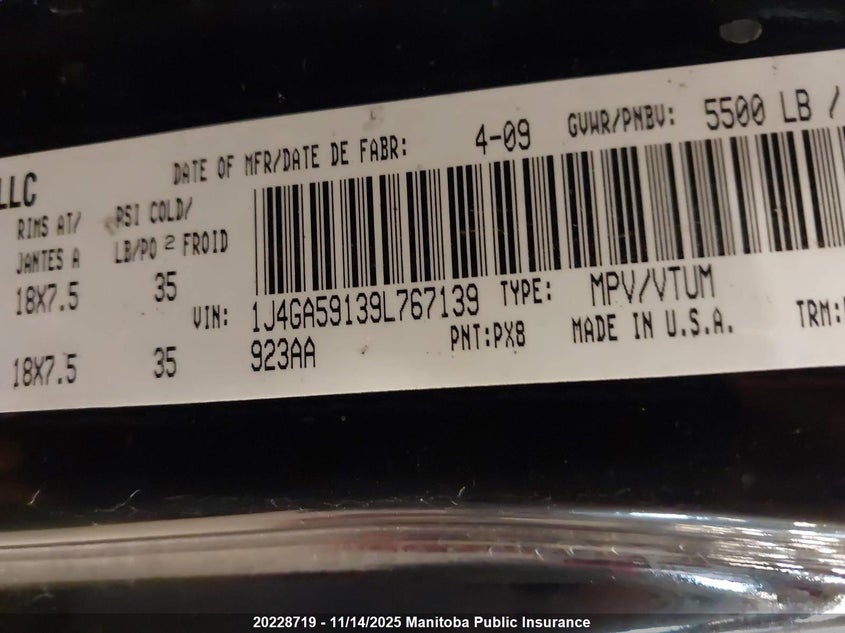 LLC
DATE OF MFR/DATE DE FABR: 4-09 GVWR/PNBV: 5500 LB /
RIMS AT/ PSI COLD/
JANTES A LB/PO 2 FROID
18X7.5 35
VIN: 1J4GA59139L767139 TYPE: MPV/VTUM
923AA PNT:PX8 MADE IN U.S.A. TRM:
18X7.5 35
20228719 - 11/14/2025 Manitoba Public Insurance